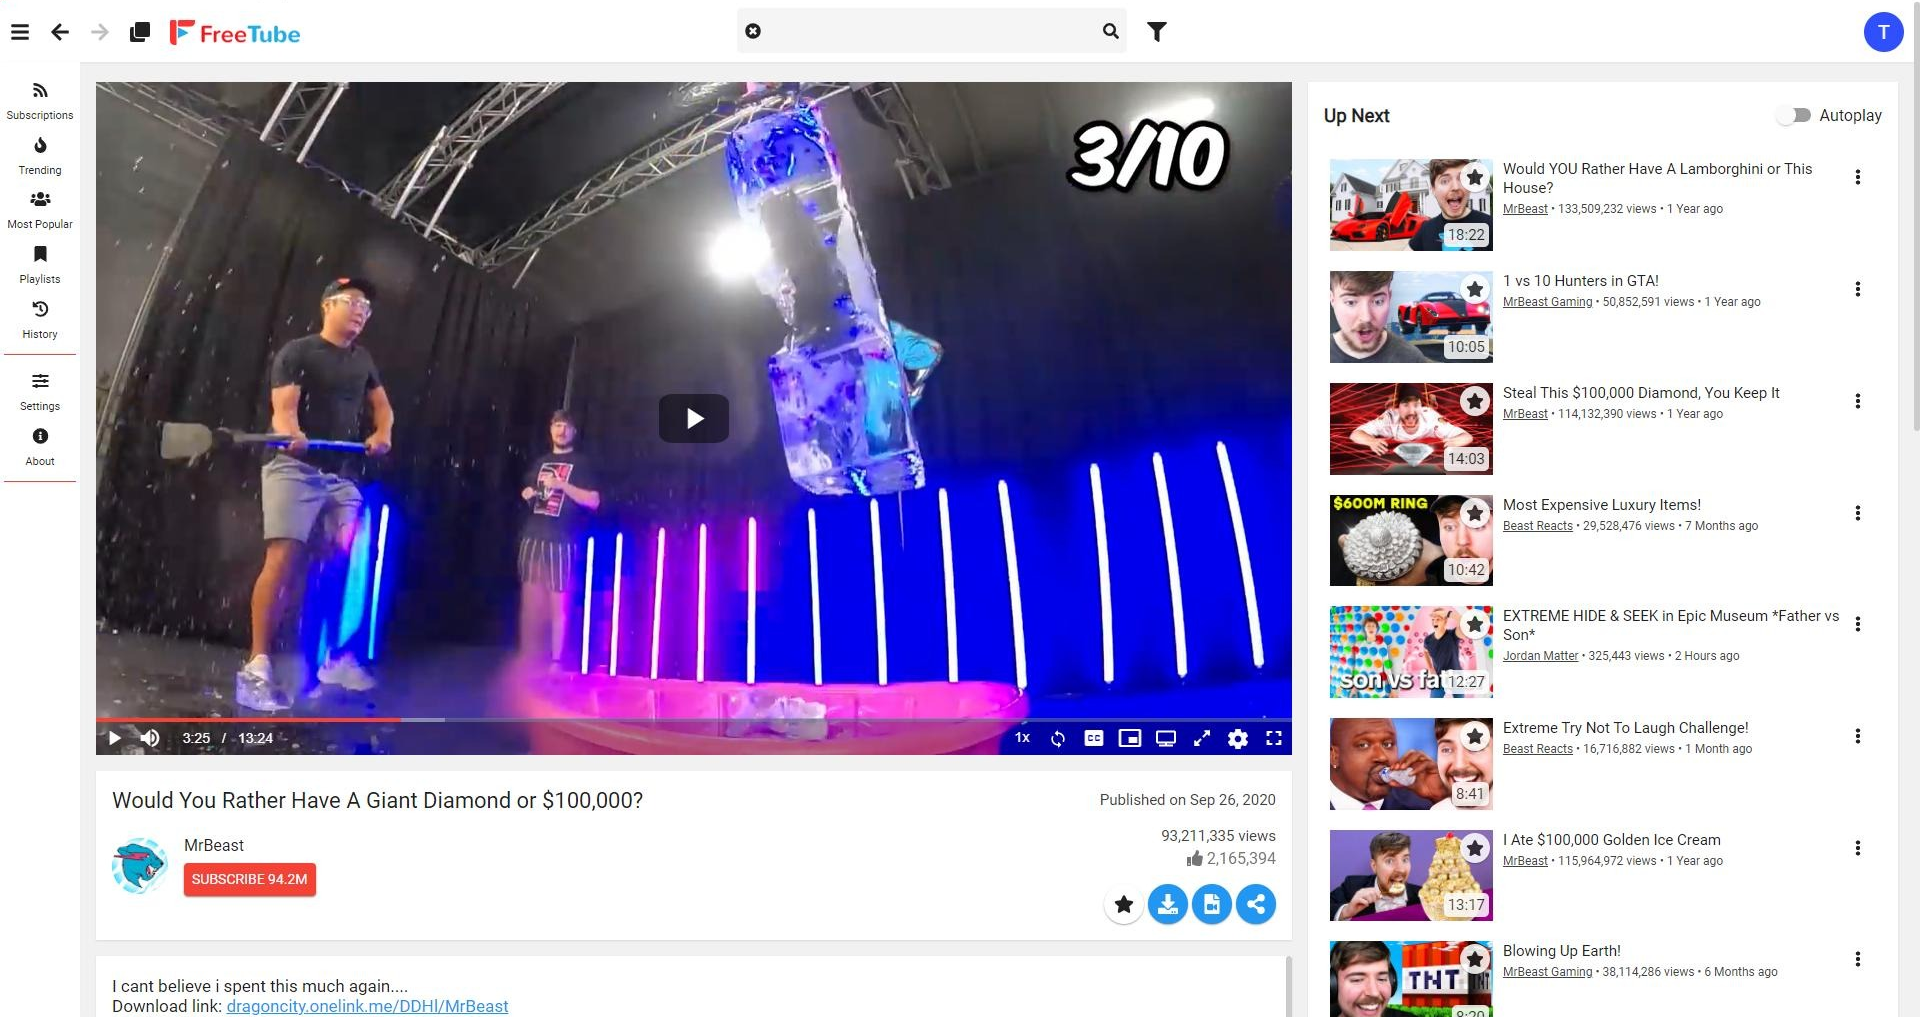 FreeTube
T
Subscriptions
Trending
Most Popular
Playlists
History
Settings
About
3/10
3:25 / 13:24
1x
CC
Would You Rather Have A Giant Diamond or $100,000?
MrBeast
SUBSCRIBE 94.2M
Published on Sep 26, 2020
93,211,335 views
2,165,394
I cant believe i spent this much again....
Download link: dragoncity.onelink.me/DDHl/MrBeast
Up Next
Autoplay
18:22
Would YOU Rather Have A Lamborghini or This
House?
MrBeast • 133,509,232 views • 1 Year ago
10:05
1 vs 10 Hunters in GTA!
MrBeast Gaming • 50,852,591 views • 1 Year ago
14:03
Steal This $100,000 Diamond, You Keep It
MrBeast • 114,132,390 views • 1 Year ago
$600M RING
10:42
Most Expensive Luxury Items!
Beast Reacts • 29,528,476 views • 7 Months ago
son vs fat
12:27
EXTREME HIDE & SEEK in Epic Museum *Father vs
Son*
Jordan Matter • 325,443 views • 2 Hours ago
8:41
Extreme Try Not To Laugh Challenge!
Beast Reacts • 16,716,882 views • 1 Month ago
13:17
I Ate $100,000 Golden Ice Cream
MrBeast • 115,964,972 views • 1 Year ago
TNT
8:20
Blowing Up Earth!
MrBeast Gaming • 38,114,286 views • 6 Months ago